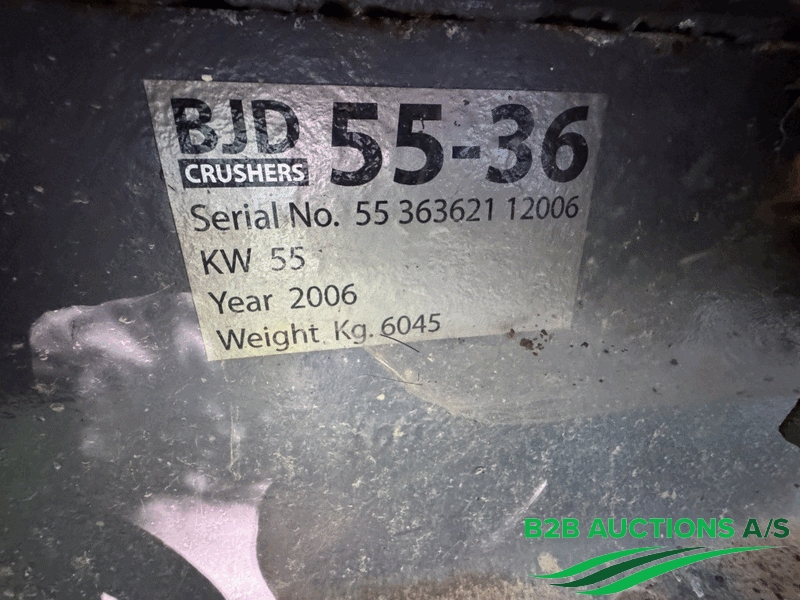 BJD 55-36
CRUSHERS
Serial No. 55 363621 12006
KW 55
Year 2006
Weight Kg. 6045
B2B AUCTIONS A/S